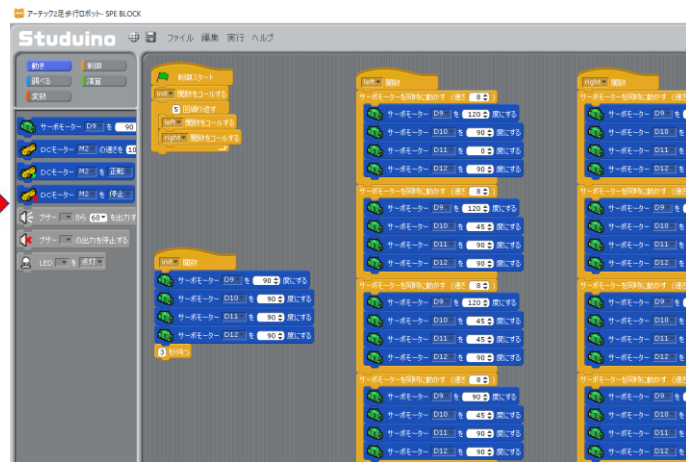 アーテック2足歩行ロボット- SPE BLOCK
Studuino
ファイル 編集 実行 ヘルプ
動き
制御
調べる
演算
変数
サーボモーター D9 を 90
DCモーター M2 の速さを 10
DCモーター M2 を 正転
DCモーター M2 を 停止
ブザー から 60 を出力す
ブザー の出力を停止する
LED を 点灯
制御スタート
init 関数をコールする
5 回繰り返す
left 関数をコールする
right 関数をコールする
init 関数
サーボモーター D9 を 90 度にする
サーボモーター D10 を 90 度にする
サーボモーター D11 を 90 度にする
サーボモーター D12 を 90 度にする
3 秒待つ
left 関数
サーボモーターを同時に動かす (速さ 8 )
サーボモーター D9 を 120 度にする
サーボモーター D10 を 90 度にする
サーボモーター D11 を 0 度にする
サーボモーター D12 を 90 度にする
サーボモーターを同時に動かす (速さ 8 )
サーボモーター D9 を 120 度にする
サーボモーター D10 を 45 度にする
サーボモーター D11 を 90 度にする
サーボモーター D12 を 90 度にする
サーボモーターを同時に動かす (速さ 8 )
サーボモーター D9 を 120 度にする
サーボモーター D10 を 45 度にする
サーボモーター D11 を 45 度にする
サーボモーター D12 を 90 度にする
サーボモーターを同時に動かす (速さ 8 )
サーボモーター D9 を 90 度にする
サーボモーター D10 を 45 度にする
サーボモーター D11 を 90 度にする
サーボモーター D12 を 90 度にする
right 関数
サーボモーターを同時に動かす (速さ
サーボモーター D9 を
サーボモーター D10 を
サーボモーター D11 を
サーボモーター D12 を
サーボモーターを同時に動かす (速さ
サーボモーター D9 を
サーボモーター D10 を
サーボモーター D11 を
サーボモーター D12 を
サーボモーターを同時に動かす (速さ
サーボモーター D9 を
サーボモーター D10 を
サーボモーター D11 を
サーボモーター D12 を
サーボモーターを同時に動かす (速さ
サーボモーター D9 を
サーボモーター D10 を
サーボモーター D11 を
サーボモーター D12 を